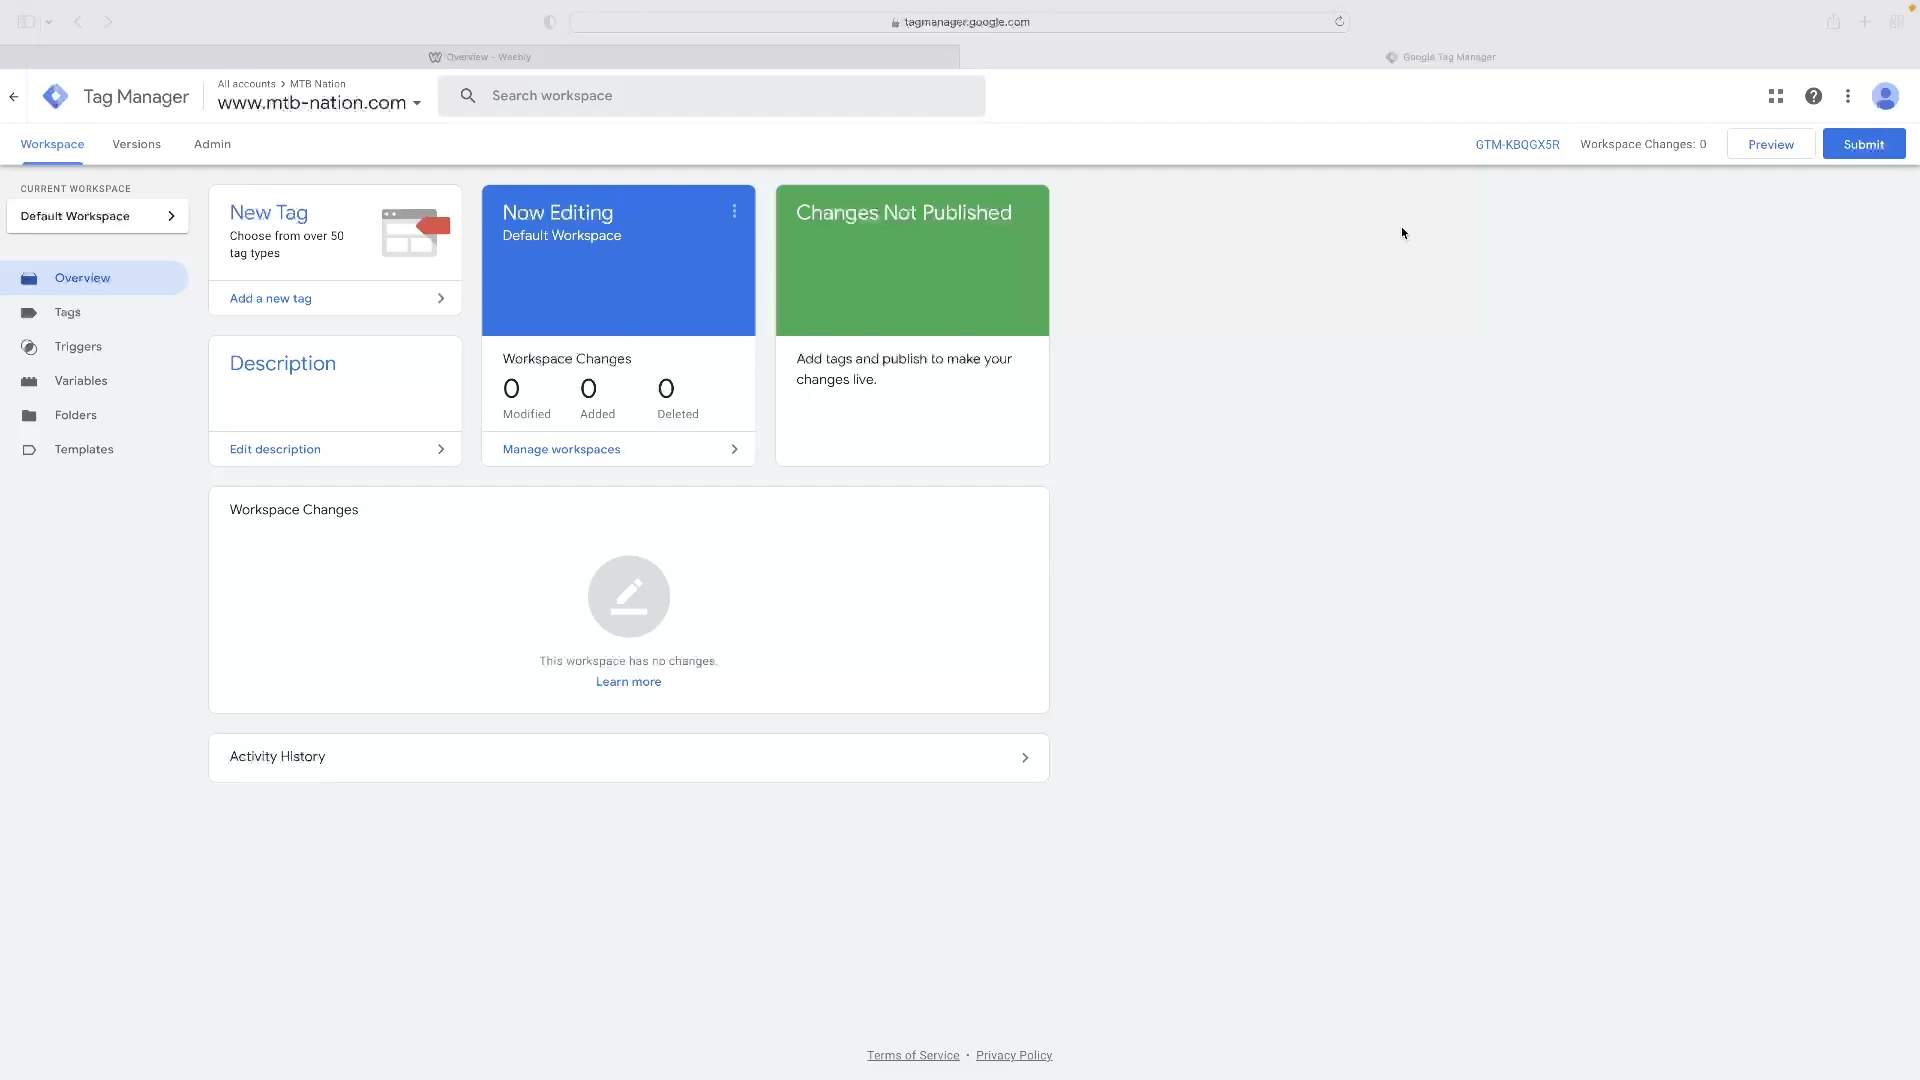 tagmanager.google.com
Overview - Weebly
Google Tag Manager
Tag Manager
All accounts > MTB Nation
www.mtb-nation.com
Search workspace
Workspace
Versions
Admin
GTM-KBQGX5R
Workspace Changes: 0
Preview
Submit
CURRENT WORKSPACE
Default Workspace
Overview
Tags
Triggers
Variables
Folders
Templates
New Tag
Choose from over 50
tag types
Add a new tag
Description
Edit description
Now Editing
Default Workspace
Workspace Changes
0 0 0
Modified Added Deleted
Manage workspaces
Changes Not Published
Add tags and publish to make your
changes live.
Workspace Changes
This workspace has no changes.
Learn more
Activity History
Terms of Service • Privacy Policy